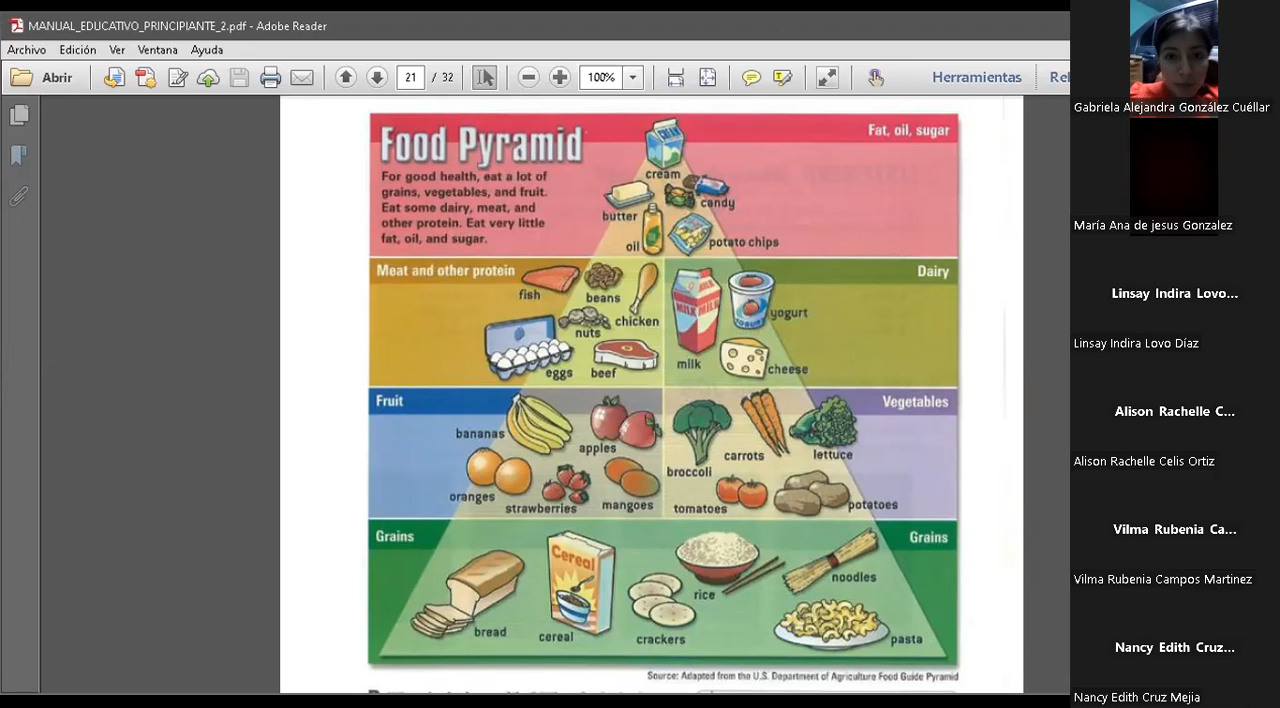 MANUAL_EDUCATIVO_PRINCIPIANTE_2.pdf - Adobe Reader
Archivo Edición Ver Ventana Ayuda
Abrir 21 / 32 100% Herramientas Rel
Food Pyramid
For good health, eat a lot of
grains, vegetables, and fruit.
Eat some dairy, meat, and
other protein. Eat very little
fat, oil, and sugar.
Fat, oil, sugar
CREAM
cream
butter
candy
oil
potato chips
Meat and other protein
fish
beans
chicken
nuts
eggs
beef
Dairy
MILK
MILK MILK
YOGURT
yogurt
milk
cheese
Fruit
bananas
apples
oranges
strawberries
mangoes
Vegetables
broccoli
carrots
lettuce
tomatoes
potatoes
Grains
Grains
Cereal
bread
cereal
crackers
rice
noodles
pasta
Source: Adapted from the U.S. Department of Agriculture Food Guide Pyramid
Gabriela Alejandra González Cuéllar
María Ana de jesus Gonzalez
Linsay Indira Lovo...
Linsay Indira Lovo Díaz
Alison Rachelle C...
Alison Rachelle Celis Ortiz
Vilma Rubenia Ca...
Vilma Rubenia Campos Martinez
Nancy Edith Cruz...
Nancy Edith Cruz Mejia